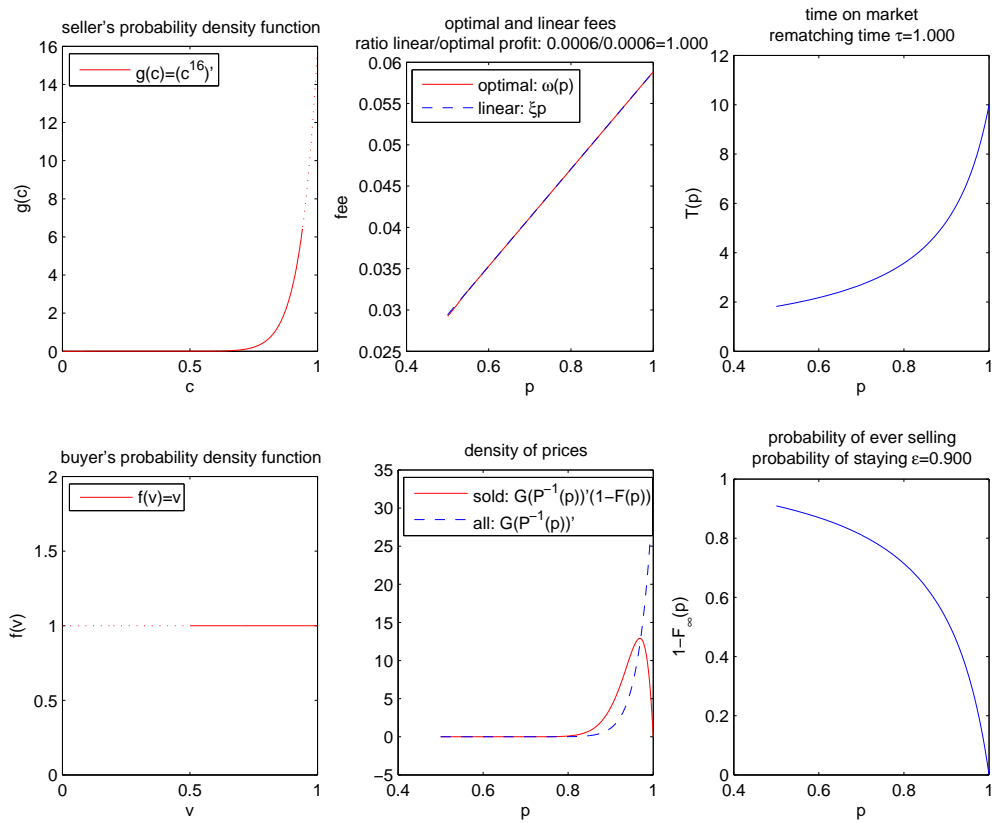 seller's probability density function
16
14
12
10
8
6
4
2
0
0
0.5
1
c
g(c)
g(c)=(c^16)'
optimal and linear fees
ratio linear/optimal profit: 0.0006/0.0006=1.000
0.06
0.055
0.05
0.045
0.04
0.035
0.03
0.025
0.4
0.6
0.8
1
p
fee
optimal: ω(p)
linear: ξp
time on market
rematching time τ=1.000
12
10
8
6
4
2
0
0.4
0.6
0.8
1
p
T(p)
buyer's probability density function
2
1.5
1
0.5
0
0
0.5
1
v
f(v)
f(v)=v
density of prices
35
30
25
20
15
10
5
0
−5
0.4
0.6
0.8
1
p
sold: G(P^−1(p))'(1−F(p))
all: G(P^−1(p))'
probability of ever selling
probability of staying ε=0.900
1
0.8
0.6
0.4
0.2
0
0.4
0.6
0.8
1
p
1−F_∞(p)